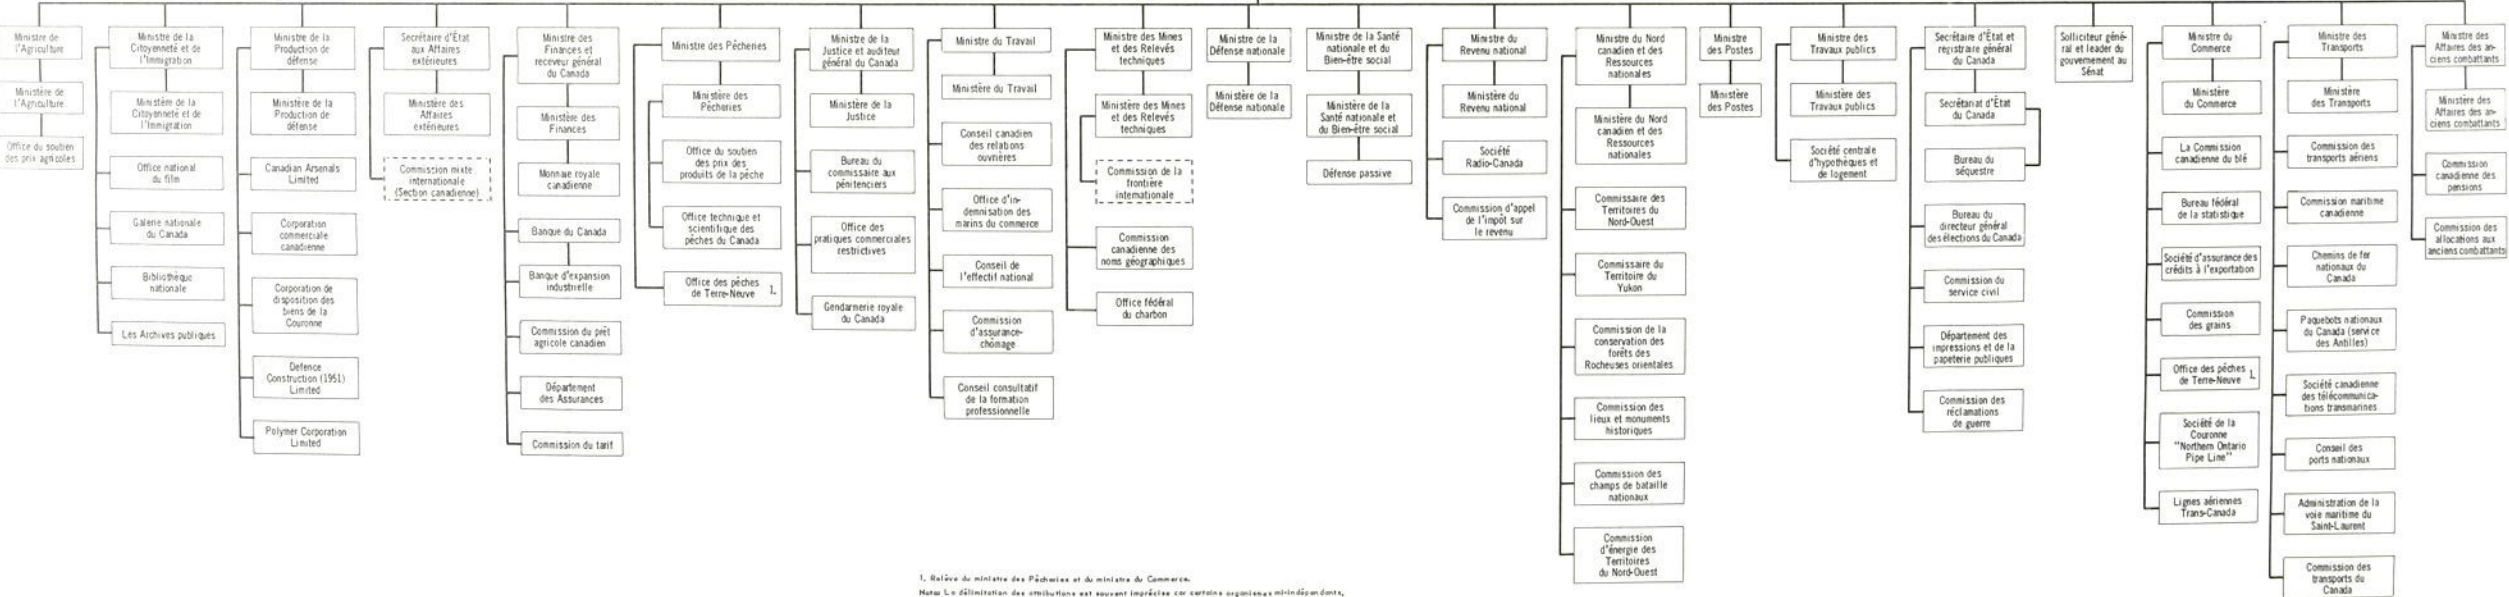 Ministre de
l'Agriculture
Ministère de
l'Agriculture
Office du soutien
des prix agricoles
Ministre de la
Citoyenneté et de
l'Immigration
Ministère de la
Citoyenneté et de
l'Immigration
Office national
du film
Galerie nationale
du Canada
Bibliothèque
nationale
Les Archives publiques
Ministre de la
Production de
défense
Ministère de la
Production de
défense
Canadian Arsenals
Limited
Corporation
commerciale
canadienne
Corporation de
disposition des
biens de la
Couronne
Defence
Construction (1951)
Limited
Polymer Corporation
Limited
Secrétaire d'État
aux Affaires
extérieures
Ministère des
Affaires
extérieures
Commission mixte
internationale
(Section canadienne)
Ministre des
Finances et
receveur général
du Canada
Ministère des
Finances
Monnaie royale
canadienne
Banque du Canada
Banque d'expansion
industrielle
Commission du prêt
agricole canadien
Département
des Assurances
Commission du tarif
Ministre des Pêcheries
Ministère des
Pêcheries
Office du soutien
des prix des
produits de la pêche
Office technique et
scientifique des
pêches du Canada
Office des pêches
de Terre-Neuve 1.
Ministre de la
Justice et auditeur
général du Canada
Ministère de la
Justice
Bureau du
commissaire aux
pénitenciers
Office des
pratiques commerciales
restrictives
Gendarmerie royale
du Canada
Ministre du Travail
Ministère du Travail
Conseil canadien
des relations
ouvrières
Office d'in-
demnisation des
marins du commerce
Conseil de
l'effectif national
Commission
d'assurance-
chômage
Conseil consultatif
de la formation
professionnelle
Ministre des Mines
et des Relevés
techniques
Ministère des Mines
et des Relevés
techniques
Commission de la
frontière
internationale
Commission
canadienne des
noms géographiques
Office fédéral
du charbon
Ministre de la
Défense nationale
Ministère de la
Défense nationale
Ministre de la Santé
nationale et du
Bien-être social
Ministère de la
Santé nationale et
du Bien-être social
Défense passive
Ministre du
Revenu national
Ministère du
Revenu national
Société
Radio-Canada
Commission d'appel
de l'impôt sur
le revenu
Ministre du Nord
canadien et des
Ressources
nationales
Ministère du Nord
canadien et des
Ressources
nationales
Commissaire des
Territoires du
Nord-Ouest
Commissaire du
Territoire du
Yukon
Commission de la
conservation des
forêts des
Rocheuses orientales
Commission des
lieux et monuments
historiques
Commission des
champs de bataille
nationaux
Commission
d'énergie des
Territoires
du Nord-Ouest
Ministre
des Postes
Ministère
des Postes
Ministre des
Travaux publics
Ministère des
Travaux publics
Société centrale
d'hypothèques et
de logement
Secrétaire d'État et
registraire général
du Canada
Secrétariat d'État
du Canada
Bureau du
séquestre
Bureau du
directeur général
des élections du Canada
Commission du
service civil
Département des
impressions et de la
papeterie publiques
Commission des
réclamations
de guerre
Solliciteur géné-
ral et leader du
gouvernement au
Sénat
Ministre du
Commerce
Ministère
du Commerce
La Commission
canadienne du blé
Bureau fédéral
de la statistique
Société d'assurance des
crédits à l'exportation
Commission
des grains
Office des pêches
de Terre-Neuve 1.
Société de la
Couronne
"Northern Ontario
Pipe Line"
Lignes aériennes
Trans-Canada
Ministre des
Transports
Ministère
des Transports
Commission des
transports aériens
Commission maritime
canadienne
Chemins de fer
nationaux du
Canada
Paquebots nationaux
du Canada (service
des Antilles)
Société canadienne
des télécommunica-
tions transmarines
Conseil des
ports nationaux
Administration de la
voie maritime du
Saint-Laurent
Commission des
transports du
Canada
Ministre des
Affaires des an-
ciens combattants
Ministère des
Affaires des an-
ciens combattants
Commission
canadienne des
pensions
Commission des
allocations aux
anciens combattants
1. Relève du ministre des Pêcheries et du ministre du Commerce.
Nota: La délimitation des attributions est souvent imprécise car certains organismes mi-indépendants,